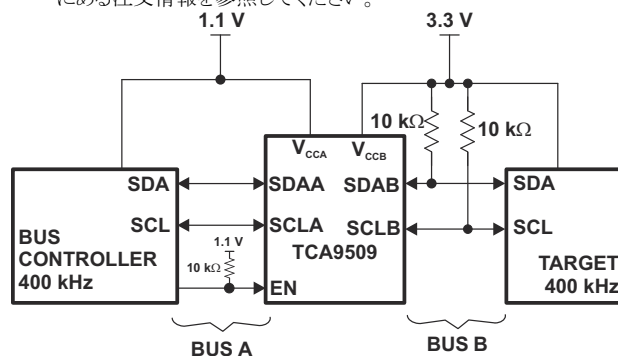 にある注文情報を参照してください。
1.1 V
3.3 V
10 kΩ
10 kΩ
VCCA
VCCB
SDA
SDAA
SDAB
SDA
SCL
SCLA
SCLB
SCL
BUS
CONTROLLER
400 kHz
1.1 V
10 kΩ
TCA9509
EN
TARGET
400 kHz
BUS A
BUS B